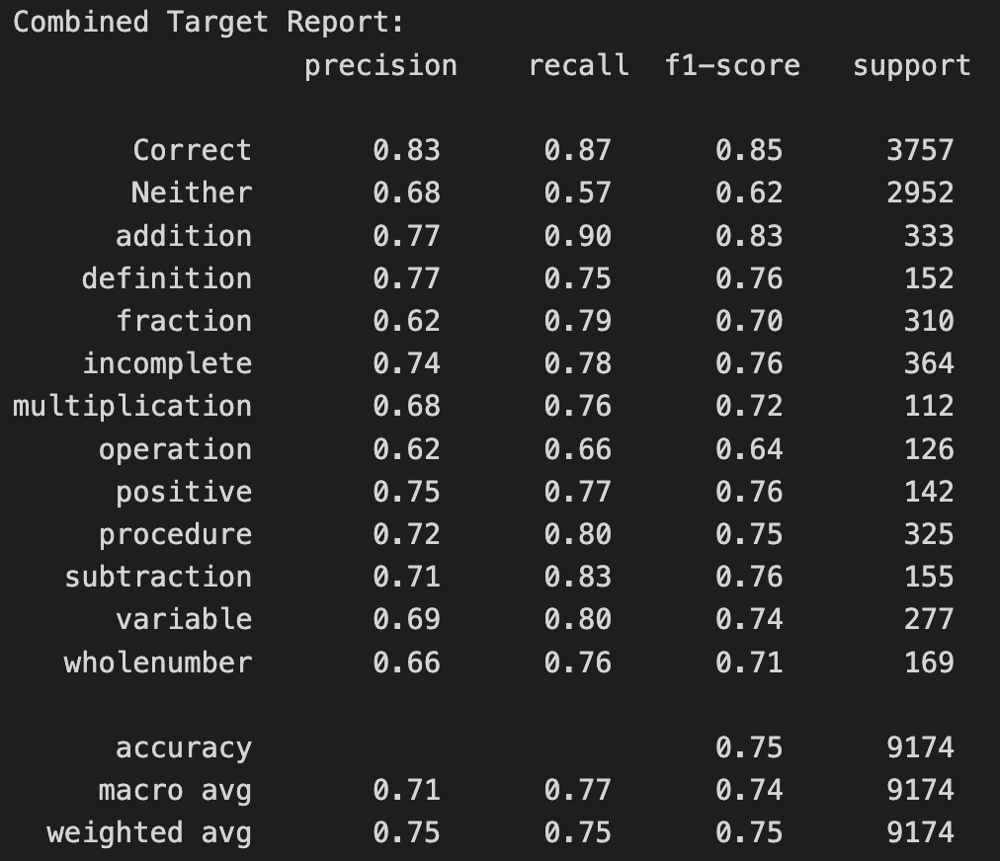 Combined Target Report:
precision recall f1-score support
Correct 0.83 0.87 0.85 3757
Neither 0.68 0.57 0.62 2952
addition 0.77 0.90 0.83 333
definition 0.77 0.75 0.76 152
fraction 0.62 0.79 0.70 310
incomplete 0.74 0.78 0.76 364
multiplication 0.68 0.76 0.72 112
operation 0.62 0.66 0.64 126
positive 0.75 0.77 0.76 142
procedure 0.72 0.80 0.75 325
subtraction 0.71 0.83 0.76 155
variable 0.69 0.80 0.74 277
wholenumber 0.66 0.76 0.71 169
accuracy 0.75 9174
macro avg 0.71 0.77 0.74 9174
weighted avg 0.75 0.75 0.75 9174